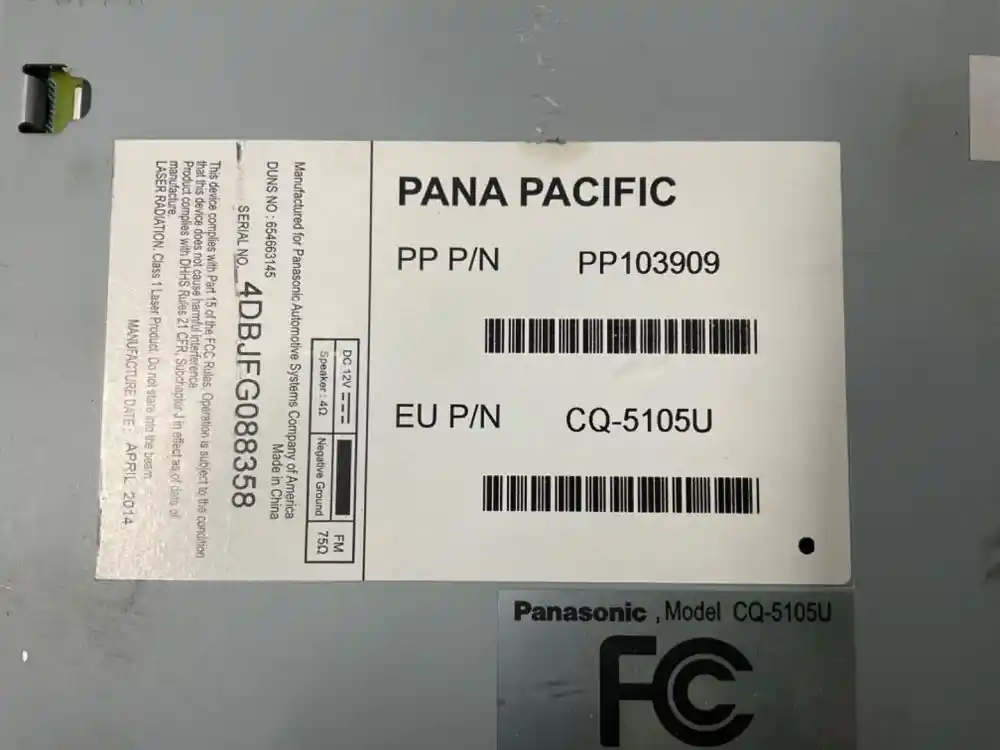 PANA PACIFIC
PP P/N PP103909
EU P/N CQ-5105U
Manufactured for Panasonic Automotive Systems Company of America
Made in China
DUNS NO : 654663145
SERIAL NO. 4DBJFG088358
This device complies with Part 15 of the FCC Rules. Operation is subject to the condition
that this device does not cause harmful interference.
Product complies with DHHS Rules 21 CFR, Subchapter J in effect as of date of
manufacture.
LASER RADIATION. Class 1 Laser Product. Do not stare into the beam.
MANUFACTURE DATE : APRIL 2014
DC 12V FM
Speaker : 4Ω Negative Ground 75Ω
Panasonic , Model CQ-5105U
FC